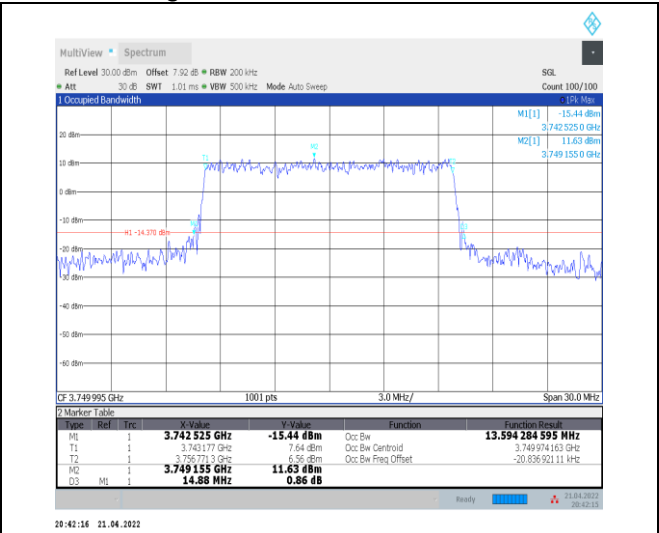 MultiView Spectrum
Ref Level 30.00 dBm Offset 7.92 dB RBW 200 kHz SGL
Att 30 dB SWT 1.01 ms VBW 500 kHz Mode Auto Sweep Count 100/100
1 Occupied Bandwidth 1Pk Max
M1[1] -15.44 dBm
3.742 525 0 GHz
M2[1] 11.63 dBm
3.749 155 0 GHz
20 dBm
M2
T1
10 dBm
0 dBm
-10 dBm
H1 -14.370 dBm
-20 dBm
-30 dBm
-40 dBm
-50 dBm
-60 dBm
CF 3.749 995 GHz 1001 pts 3.0 MHz/ Span 30.0 MHz
2 Marker Table
Type Ref Trc X-Value Y-Value Function Function Result
M1 1 3.742 525 GHz -15.44 dBm Occ Bw 13.594 284 595 MHz
T1 1 3.743177 GHz 7.64 dBm Occ Bw Centroid 3.749 974 163 GHz
T2 1 3.756 771 3 GHz 6.56 dBm Occ Bw Freq Offset -20.836 921 11 kHz
M2 1 3.749 155 GHz 11.63 dBm
D3 M1 1 14.88 MHz 0.86 dB
Ready 21.04.2022
20:42:15
20:42:16 21.04.2022